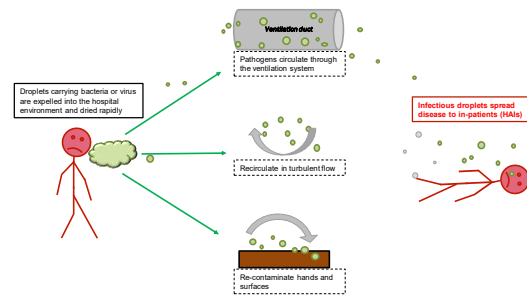 Ventilation duct
Pathogens circulate through
the ventilation system
Droplets carrying bacteria or virus
are expelled into the hospital
environment and dried rapidly
Infectious droplets spread
disease to in-patients (HAIs)
Recirculate in turbulent flow
Re-contaminate hands and
surfaces